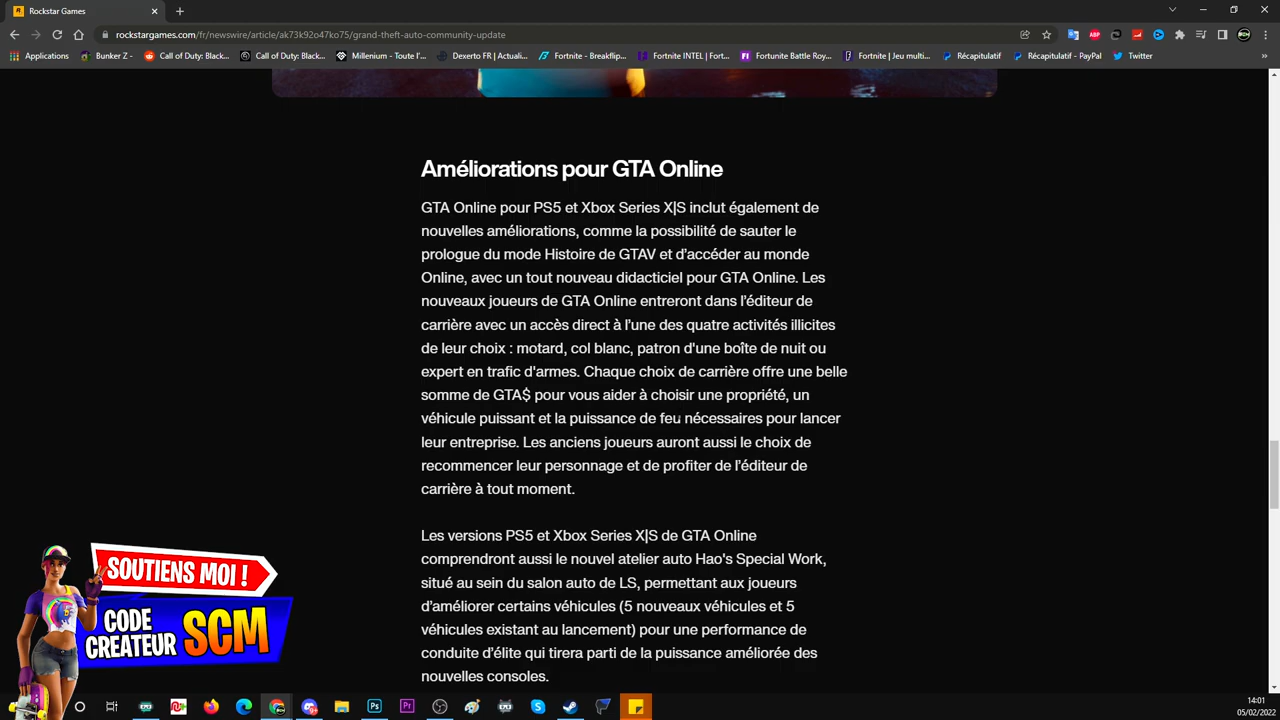 Rockstar Games
rockstargames.com/fr/newswire/article/ak73k92o47ko75/grand-theft-auto-community-update
Applications
Bunker Z -
Call of Duty: Black...
Call of Duty: Black...
Millenium - Toute l'...
Dexerto FR | Actuali...
Fortnite - Breakflip...
Fortnite INTEL | Fort...
Fortunite Battle Roy...
Fortnite | Jeu multi...
Récapitulatif
Récapitulatif - PayPal
Twitter
Améliorations pour GTA Online
GTA Online pour PS5 et Xbox Series X|S inclut également de
nouvelles améliorations, comme la possibilité de sauter le
prologue du mode Histoire de GTAV et d'accéder au monde
Online, avec un tout nouveau didacticiel pour GTA Online. Les
nouveaux joueurs de GTA Online entreront dans l'éditeur de
carrière avec un accès direct à l'une des quatre activités illicites
de leur choix : motard, col blanc, patron d'une boîte de nuit ou
expert en trafic d'armes. Chaque choix de carrière offre une belle
somme de GTA$ pour vous aider à choisir une propriété, un
véhicule puissant et la puissance de feu nécessaires pour lancer
leur entreprise. Les anciens joueurs auront aussi le choix de
recommencer leur personnage et de profiter de l'éditeur de
carrière à tout moment.
Les versions PS5 et Xbox Series X|S de GTA Online
comprendront aussi le nouvel atelier auto Hao's Special Work,
situé au sein du salon auto de LS, permettant aux joueurs
d'améliorer certains véhicules (5 nouveaux véhicules et 5
véhicules existant au lancement) pour une performance de
conduite d'élite qui tirera parti de la puissance améliorée des
nouvelles consoles.
SOUTIENS MOI !
CODE
CREATEUR SCM
14:01
05/02/2022